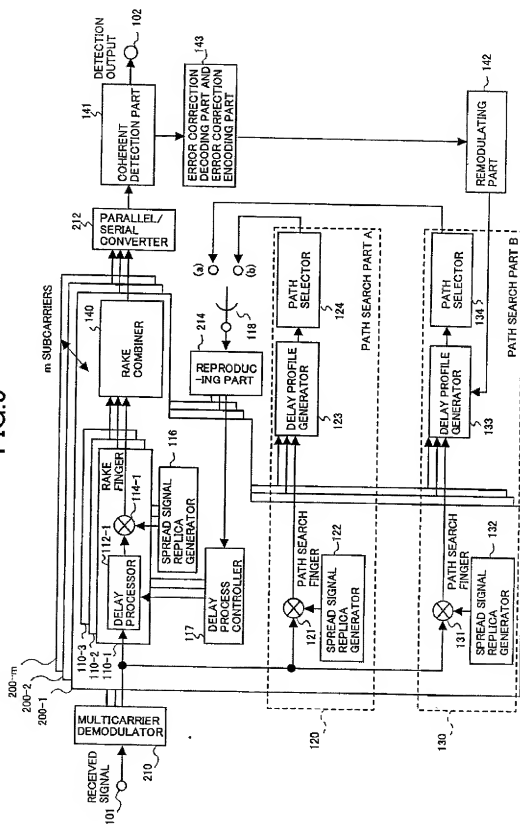 FIG.6
m SUBCARRIERS
200-m
200-2
200-1
RECEIVED
SIGNAL
101
MULTICARRIER
DEMODULATOR
210
110-3
110-2
110-1
DELAY
PROCESSOR
112-1
RAKE
FINGER
114-1
SPREAD SIGNAL
REPLICA
GENERATOR
116
DELAY
PROCESS
CONTROLLER
117
RAKE
COMBINER
140
PARALLEL/
SERIAL
CONVERTER
212
COHERENT
DETECTION PART
141
DETECTION
OUTPUT
102
ERROR CORRECTION
DECODING PART AND
ERROR CORRECTION
ENCODING PART
143
REMODULATING
PART
142
REPRODUC
-ING PART
214
118
(a)
(b)
120
121
SPREAD SIGNAL
REPLICA
GENERATOR
122
PATH SEARCH
FINGER
DELAY PROFILE
GENERATOR
123
PATH
SELECTOR
124
PATH SEARCH PART A
130
131
SPREAD SIGNAL
REPLICA
GENERATOR
132
PATH SEARCH
FINGER
DELAY PROFILE
GENERATOR
133
PATH
SELECTOR
134
PATH SEARCH PART B